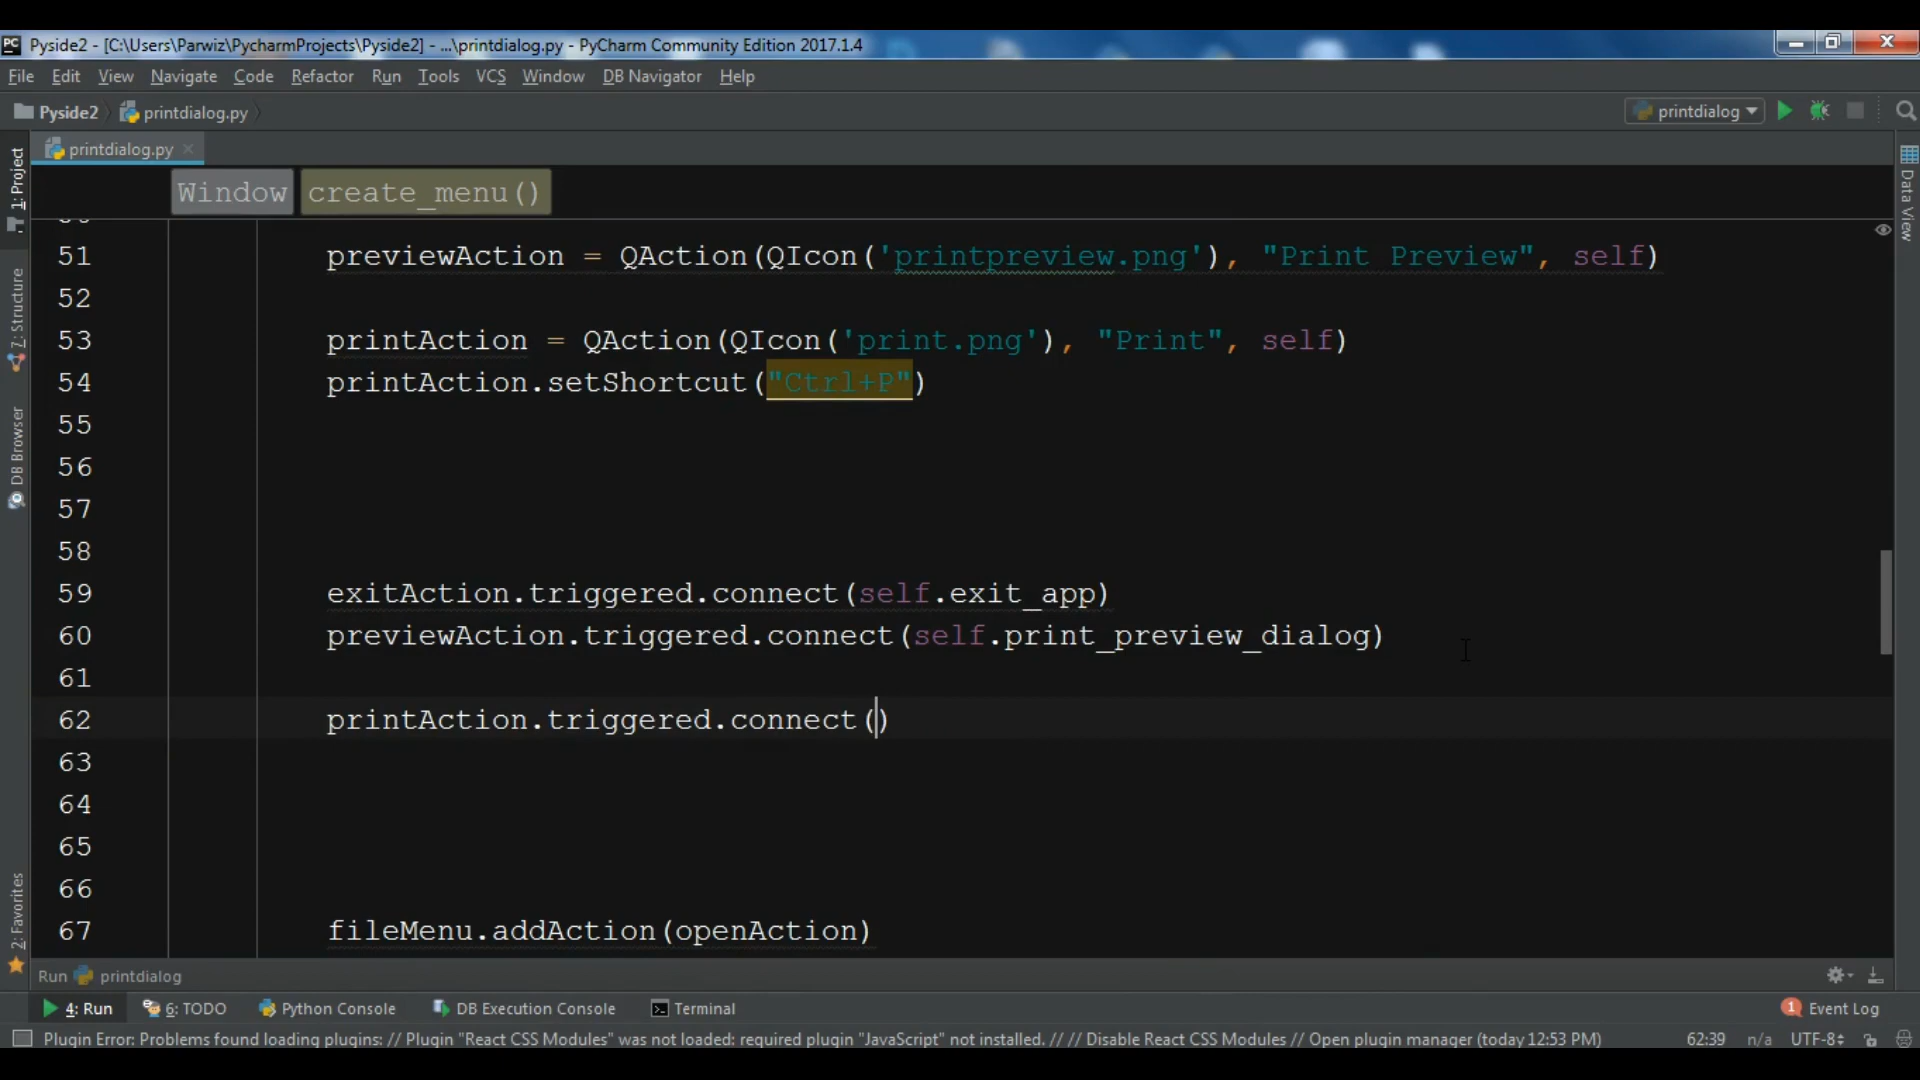 Pyside2 - [C:\Users\Parwiz\PycharmProjects\Pyside2] - ...\printdialog.py - PyCharm Community Edition 2017.1.4
File Edit View Navigate Code Refactor Run Tools VCS Window DB Navigator Help
Pyside2 printdialog.py printdialog
printdialog.py
Window create_menu()
51 previewAction = QAction(QIcon('printpreview.png'), "Print Preview", self)
52
53 printAction = QAction(QIcon('print.png'), "Print", self)
54 printAction.setShortcut("Ctrl+P")
55
56
57
58
59 exitAction.triggered.connect(self.exit_app)
60 previewAction.triggered.connect(self.print_preview_dialog)
61
62 printAction.triggered.connect()
63
64
65
66
67 fileMenu.addAction(openAction)
1: Project
7: Structure
DB Browser
2: Favorites
Data View
Run printdialog
4: Run 6: TODO Python Console DB Execution Console Terminal 1 Event Log
Plugin Error: Problems found loading plugins: // Plugin "React CSS Modules" was not loaded: required plugin "JavaScript" not installed. // // Disable React CSS Modules // Open plugin manager (today 12:53 PM) 62:39 n/a UTF-8